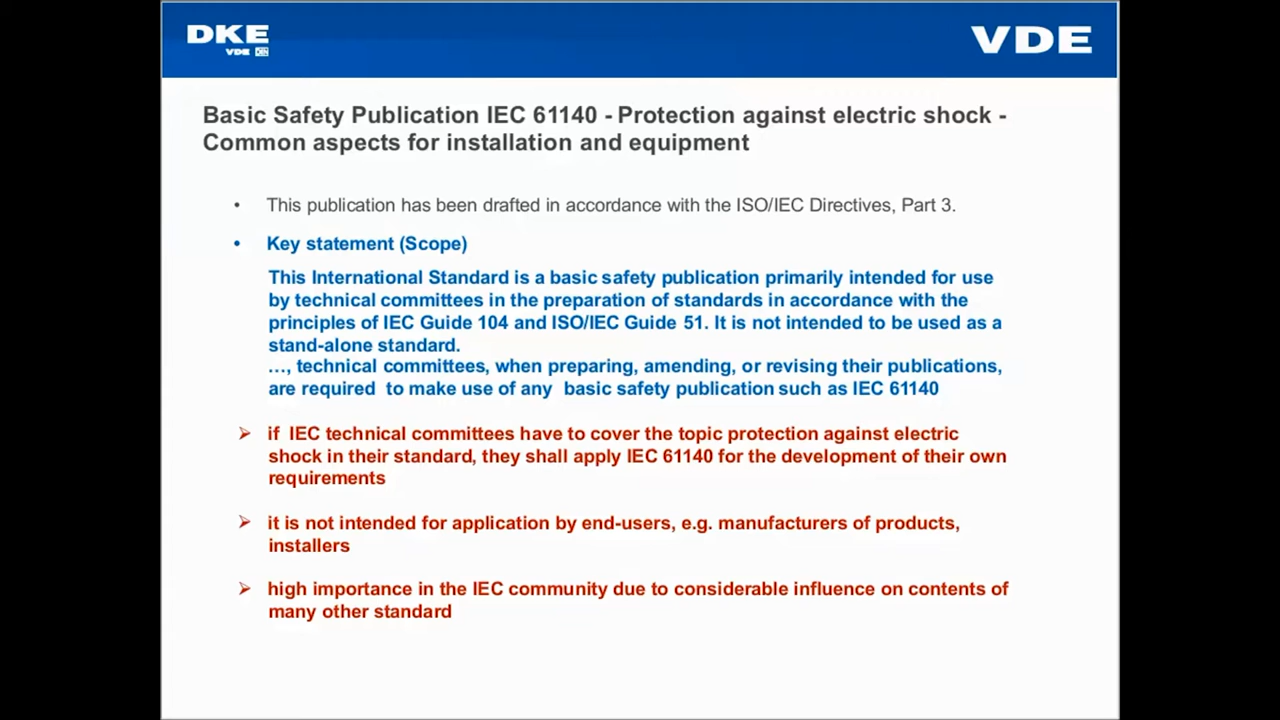 DKE
VDE DIN
VDE
Basic Safety Publication IEC 61140 - Protection against electric shock -
Common aspects for installation and equipment
• This publication has been drafted in accordance with the ISO/IEC Directives, Part 3.
• Key statement (Scope)
This International Standard is a basic safety publication primarily intended for use
by technical committees in the preparation of standards in accordance with the
principles of IEC Guide 104 and ISO/IEC Guide 51. It is not intended to be used as a
stand-alone standard.
…, technical committees, when preparing, amending, or revising their publications,
are required to make use of any basic safety publication such as IEC 61140
➢ if IEC technical committees have to cover the topic protection against electric
shock in their standard, they shall apply IEC 61140 for the development of their own
requirements
➢ it is not intended for application by end-users, e.g. manufacturers of products,
installers
➢ high importance in the IEC community due to considerable influence on contents of
many other standard